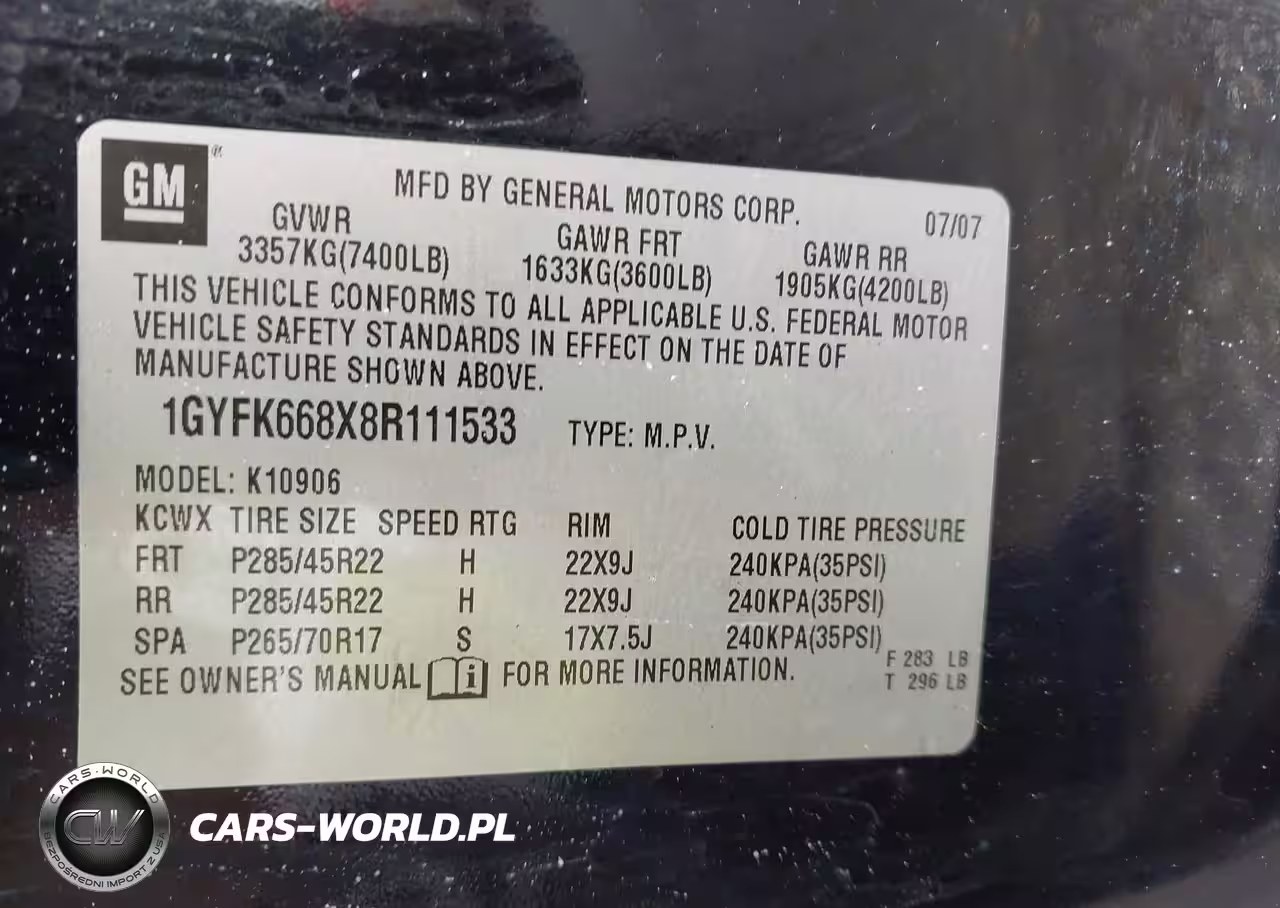 GM
MFD BY GENERAL MOTORS CORP.
07/07
GVWR GAWR FRT GAWR RR
3357KG(7400LB) 1633KG(3600LB) 1905KG(4200LB)
THIS VEHICLE CONFORMS TO ALL APPLICABLE U.S. FEDERAL MOTOR
VEHICLE SAFETY STANDARDS IN EFFECT ON THE DATE OF
MANUFACTURE SHOWN ABOVE.
1GYFK668X8R111533 TYPE: M.P.V.
MODEL: K10906
KCWX TIRE SIZE SPEED RTG RIM COLD TIRE PRESSURE
FRT P285/45R22 H 22X9J 240KPA(35PSI)
RR P285/45R22 H 22X9J 240KPA(35PSI)
SPA P265/70R17 S 17X7.5J 240KPA(35PSI)
F 283 LB
T 296 LB
SEE OWNER'S MANUAL i FOR MORE INFORMATION.
CARS-WORLD
CW
BEZPOŚREDNI IMPORT Z USA
CARS-WORLD.PL